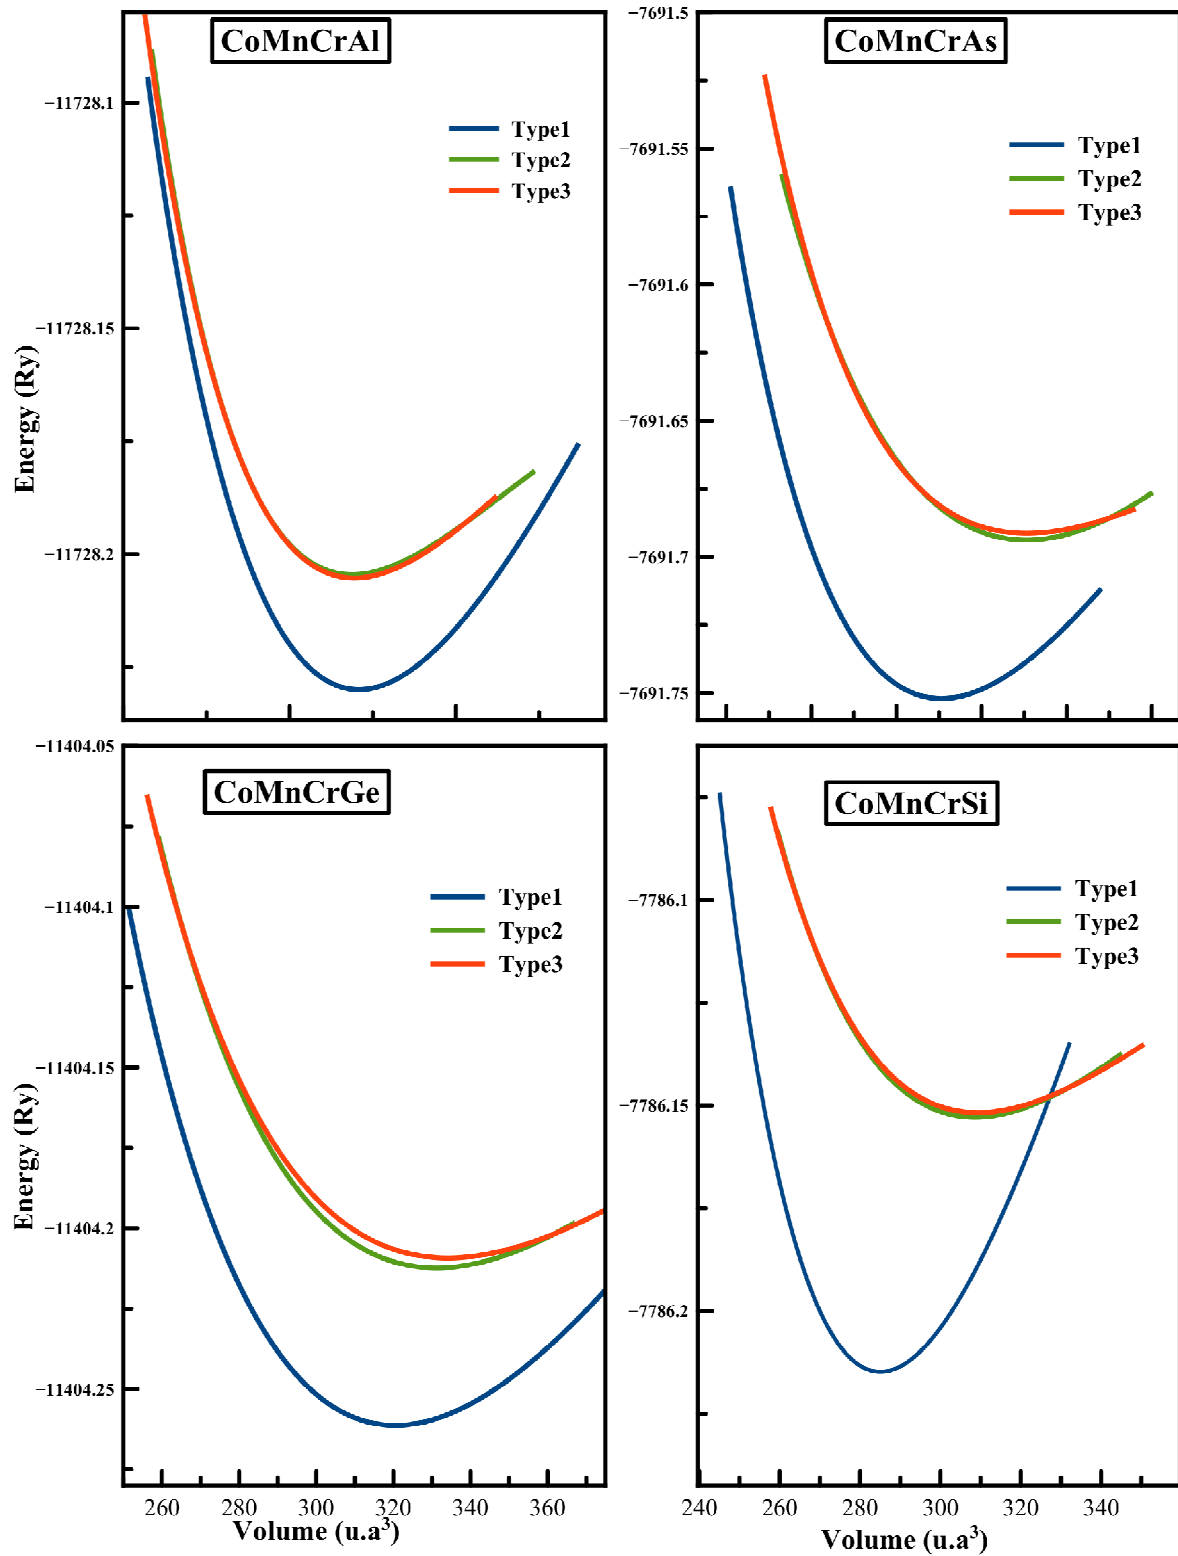 CoMnCrAl
−11728.1
−11728.15
−11728.2
Energy (Ry)
Type1
Typc2
Type3
CoMnCrAs
−7691.5
−7691.55
−7691.6
−7691.65
−7691.7
−7691.75
Type1
Type2
Type3
CoMnCrGe
−11404.05
−11404.1
−11404.15
−11404.2
−11404.25
Energy (Ry)
Type1
Typc2
Type3
260 280 300 320 340 360
Volume (u.a³)
CoMnCrSi
−7786.1
−7786.15
−7786.2
Type1
Type2
Type3
240 260 280 300 320 340
Volume (u.a³)